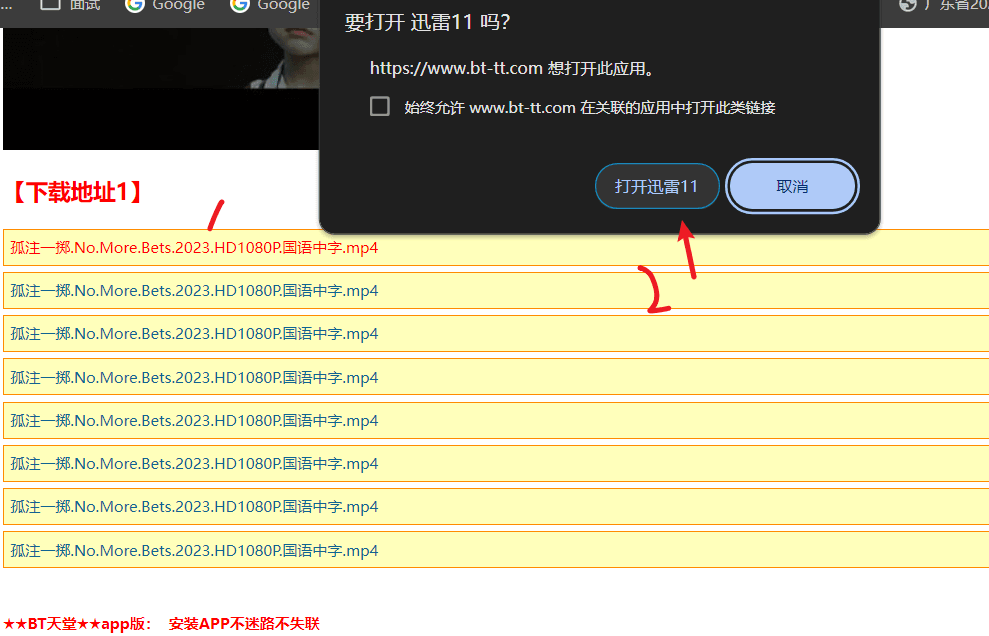 ...
面试
Google
Google
广东省20
要打开 迅雷11 吗?
https://www.bt-tt.com 想打开此应用。
始终允许 www.bt-tt.com 在关联的应用中打开此类链接
打开迅雷11
取消
【下载地址1】
1
孤注一掷.No.More.Bets.2023.HD1080P.国语中字.mp4
2
孤注一掷.No.More.Bets.2023.HD1080P.国语中字.mp4
孤注一掷.No.More.Bets.2023.HD1080P.国语中字.mp4
孤注一掷.No.More.Bets.2023.HD1080P.国语中字.mp4
孤注一掷.No.More.Bets.2023.HD1080P.国语中字.mp4
孤注一掷.No.More.Bets.2023.HD1080P.国语中字.mp4
孤注一掷.No.More.Bets.2023.HD1080P.国语中字.mp4
孤注一掷.No.More.Bets.2023.HD1080P.国语中字.mp4
★★BT天堂★★app版： 安装APP不迷路不失联